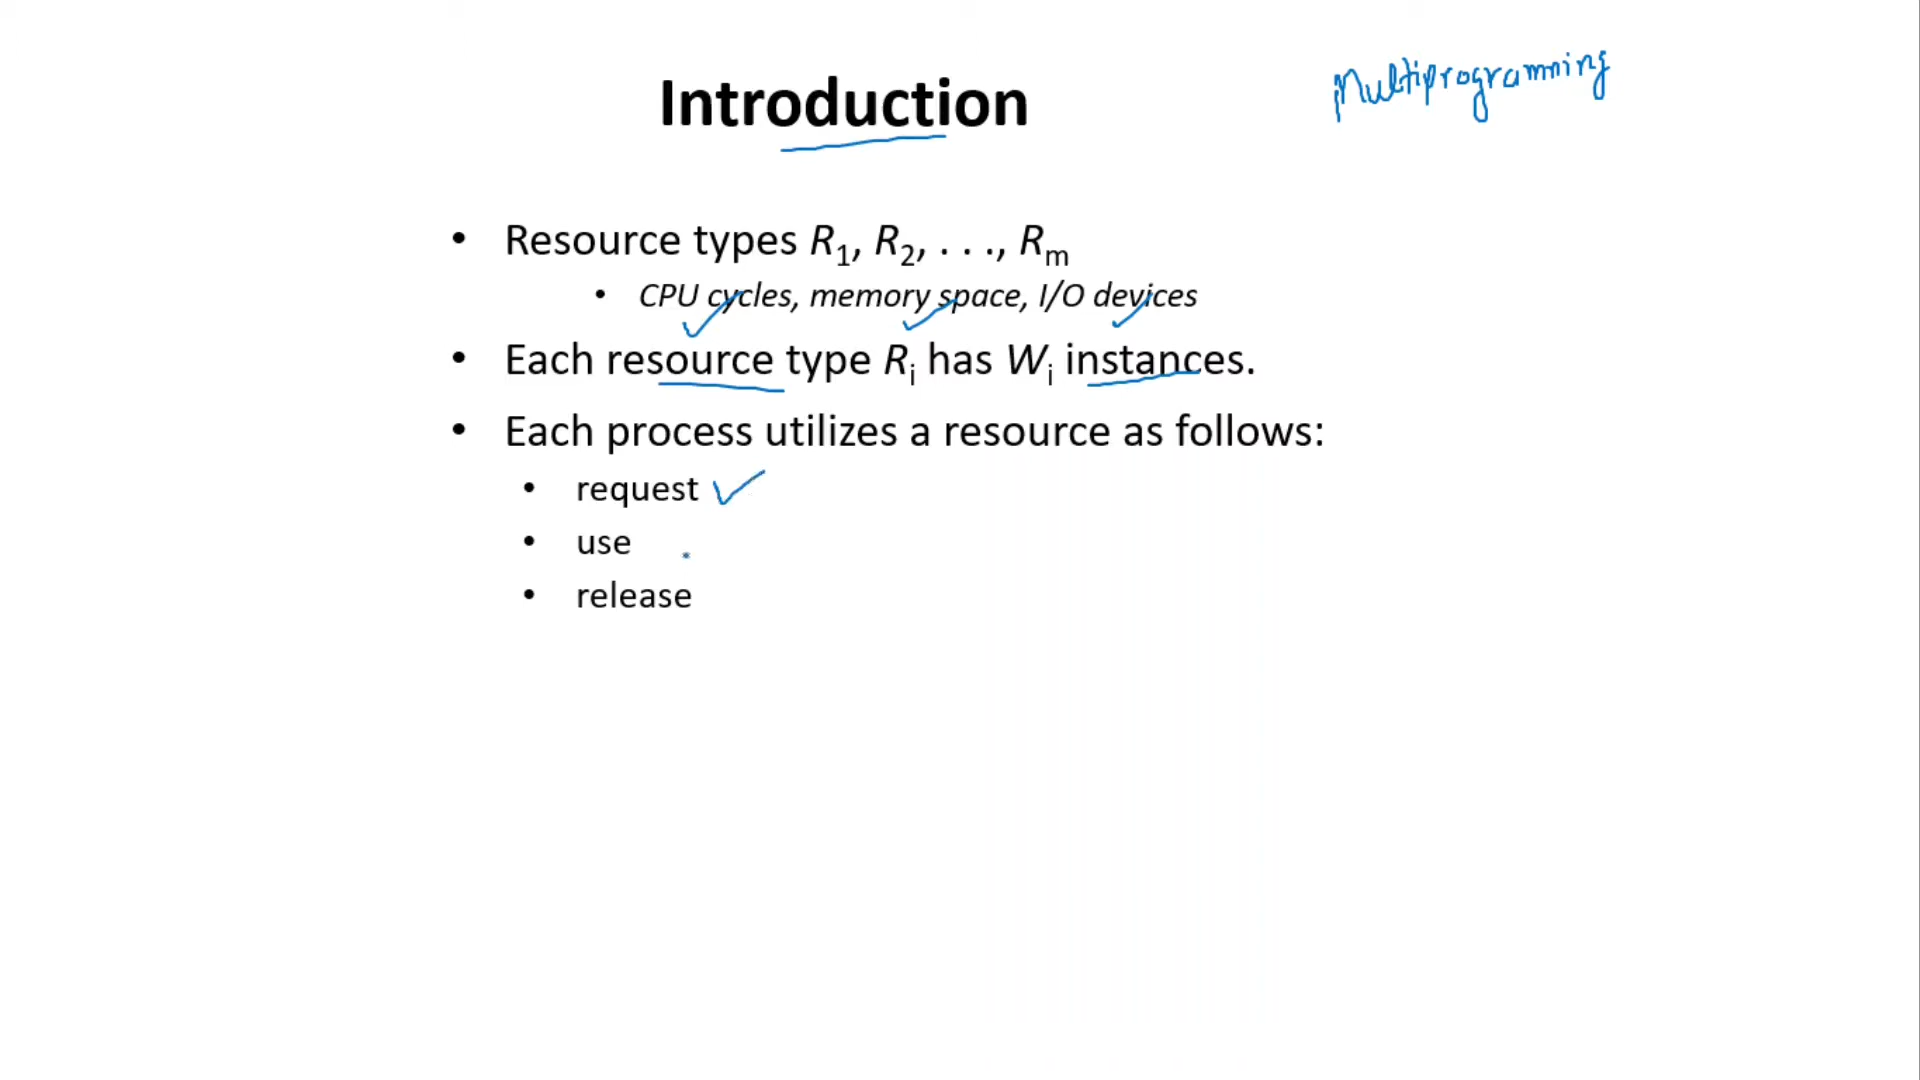 Introduction
Multiprogramming
• Resource types R₁, R₂, . . ., Rₘ
• CPU cycles, memory space, I/O devices
• Each resource type Rᵢ has Wᵢ instances.
• Each process utilizes a resource as follows:
• request
• use
• release